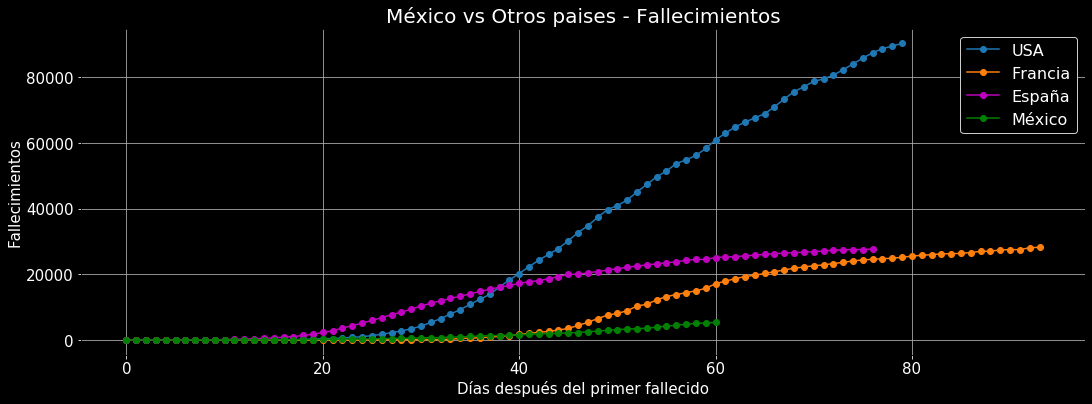 México vs Otros paises - Fallecimientos
USA
Francia
España
México
Fallecimientos
80000
60000
40000
20000
0
0 20 40 60 80
Días después del primer fallecido